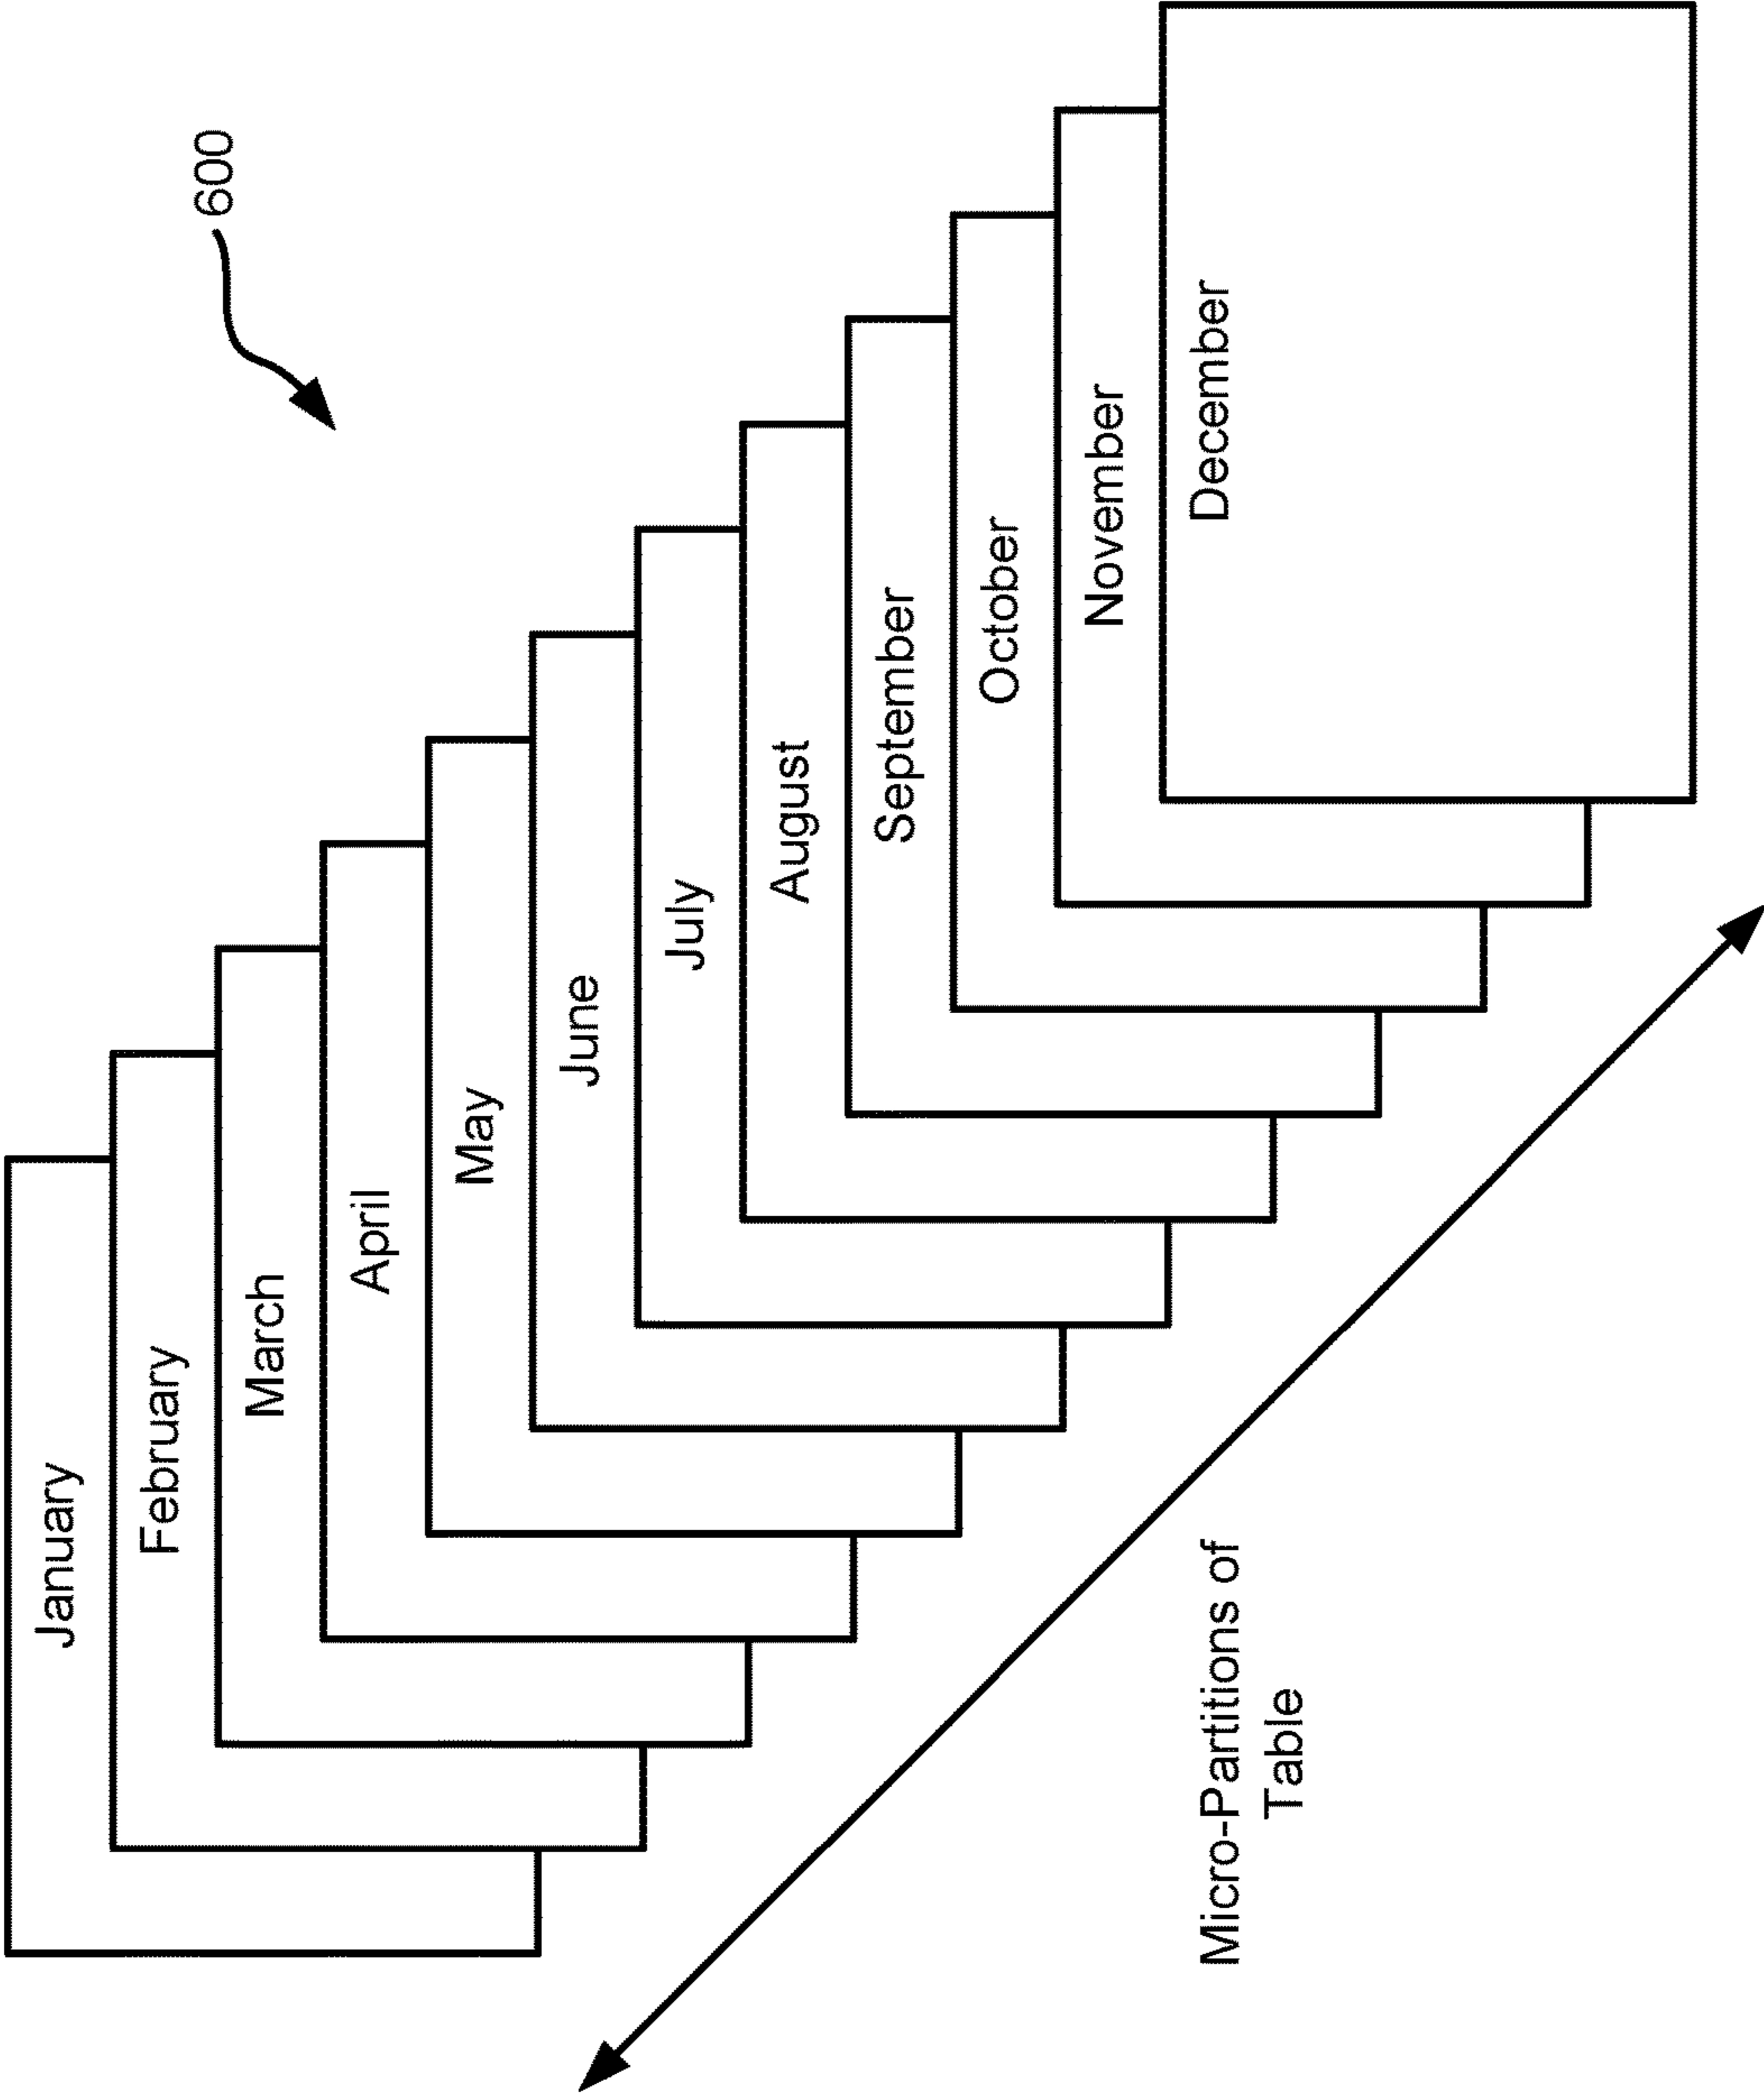 600
January
February
March
April
May
June
July
August
September
October
November
December
Micro-Partitions of
Table